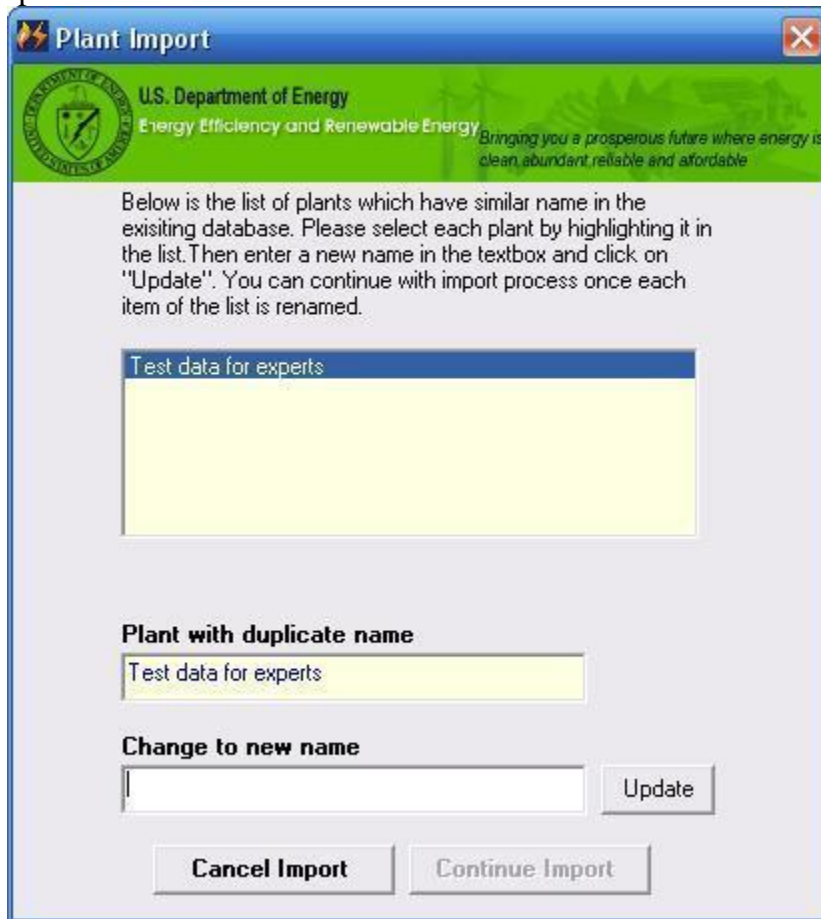 Plant Import
U.S. Department of Energy
Energy Efficiency and Renewable Energy
Bringing you a prosperous future where energy is
clean,abundant,reliable and affordable
Below is the list of plants which have similar name in the
exisiting database. Please select each plant by highlighting it in
the list.Then enter a new name in the textbox and click on
"Update". You can continue with import process once each
item of the list is renamed.
Test data for experts
Plant with duplicate name
Test data for experts
Change to new name
Update
Cancel Import
Continue Import